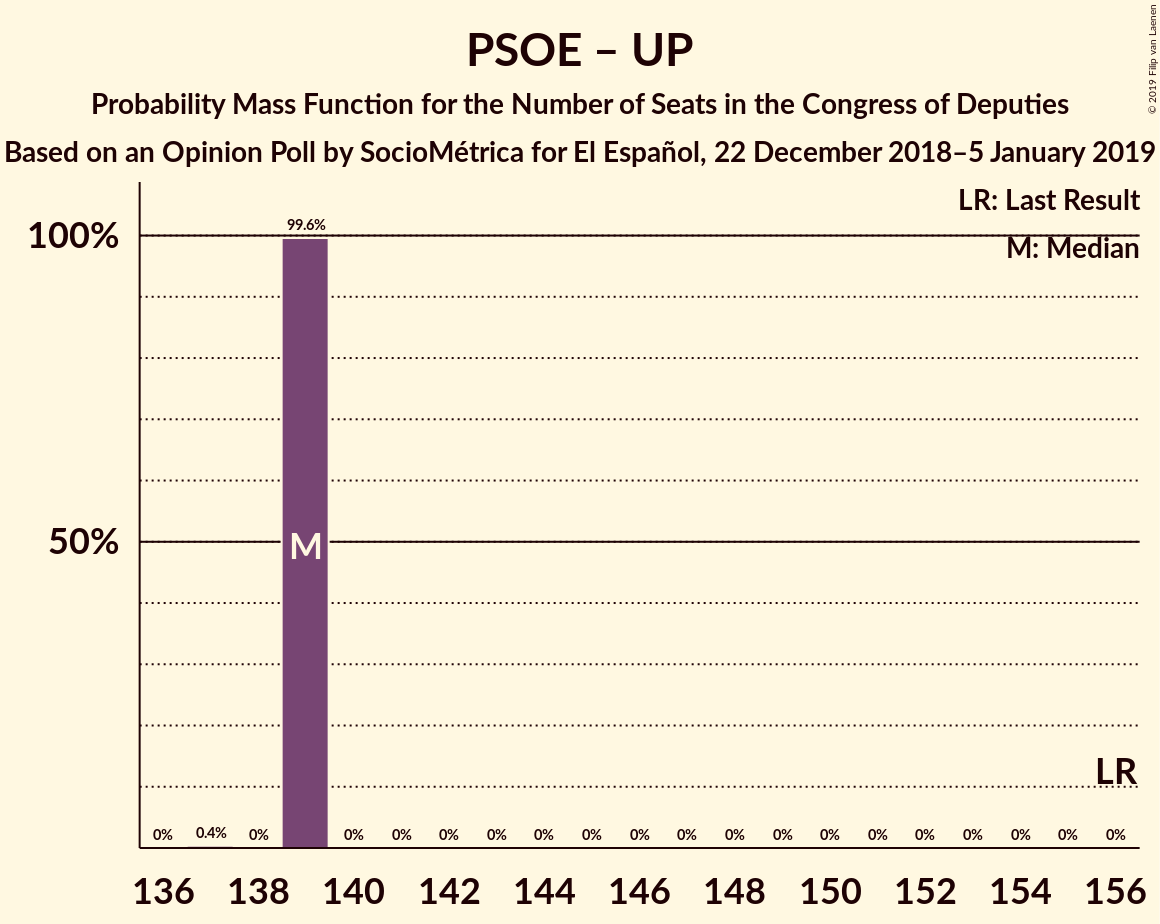 PSOE – UP
Probability Mass Function for the Number of Seats in the Congress of Deputies
Based on an Opinion Poll by SocioMétrica for El Español, 22 December 2018–5 January 2019
© 2019 Filip van Laenen
LR: Last Result
M: Median
100%
50%
99.6%
M
LR
0% 0.4% 0% 0% 0% 0% 0% 0% 0% 0% 0% 0% 0% 0% 0% 0% 0% 0% 0% 0%
136 138 140 142 144 146 148 150 152 154 156